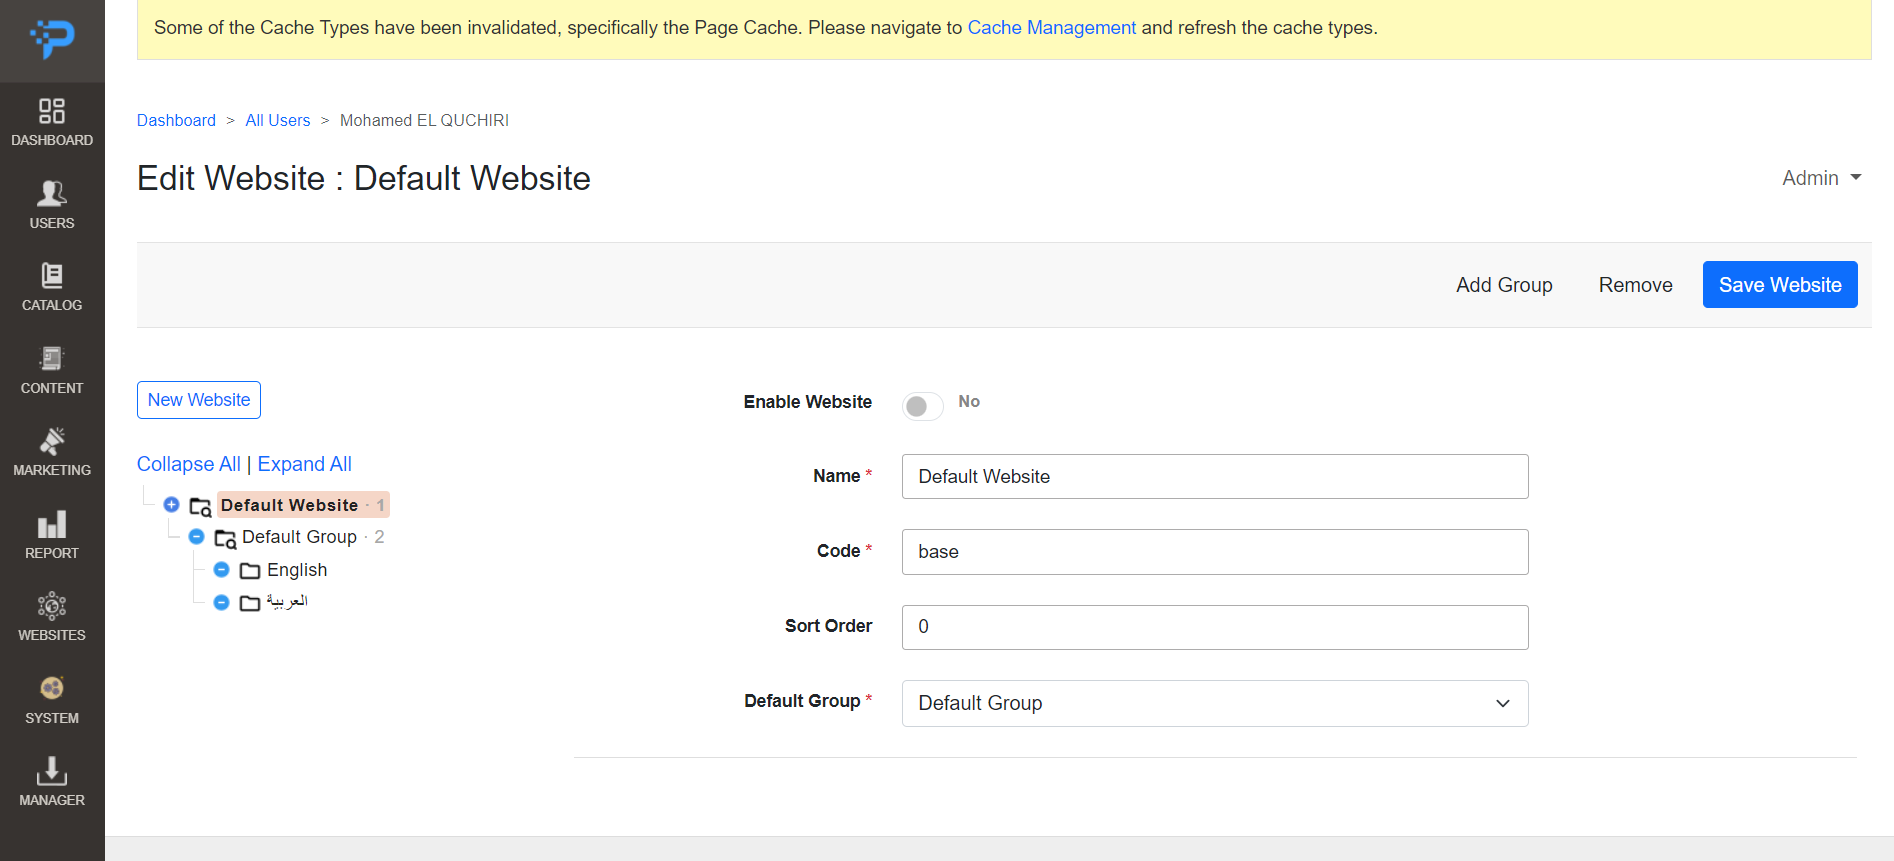 Some of the Cache Types have been invalidated, specifically the Page Cache. Please navigate to Cache Management and refresh the cache types.
Dashboard > All Users > Mohamed EL QUCHIRI
Edit Website : Default Website
Admin
Add Group
Remove
Save Website
DASHBOARD
USERS
CATALOG
CONTENT
MARKETING
REPORT
WEBSITES
SYSTEM
MANAGER
New Website
Collapse All | Expand All
Default Website · 1
Default Group · 2
English
العربية
Enable Website
No
Name *
Default Website
Code *
base
Sort Order
0
Default Group *
Default Group